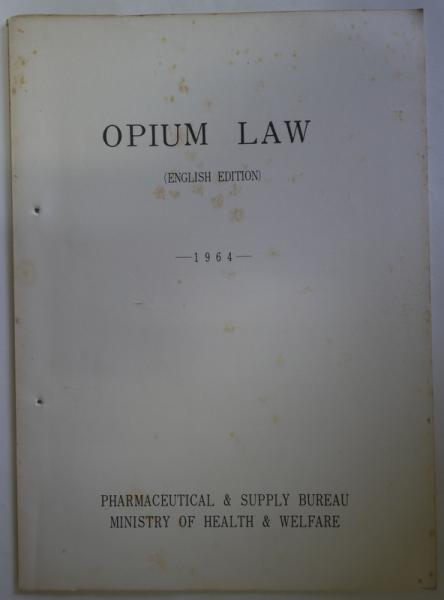 OPIUM LAW
(ENGLISH EDITION)
—1964—
PHARMACEUTICAL & SUPPLY BUREAU
MINISTRY OF HEALTH & WELFARE